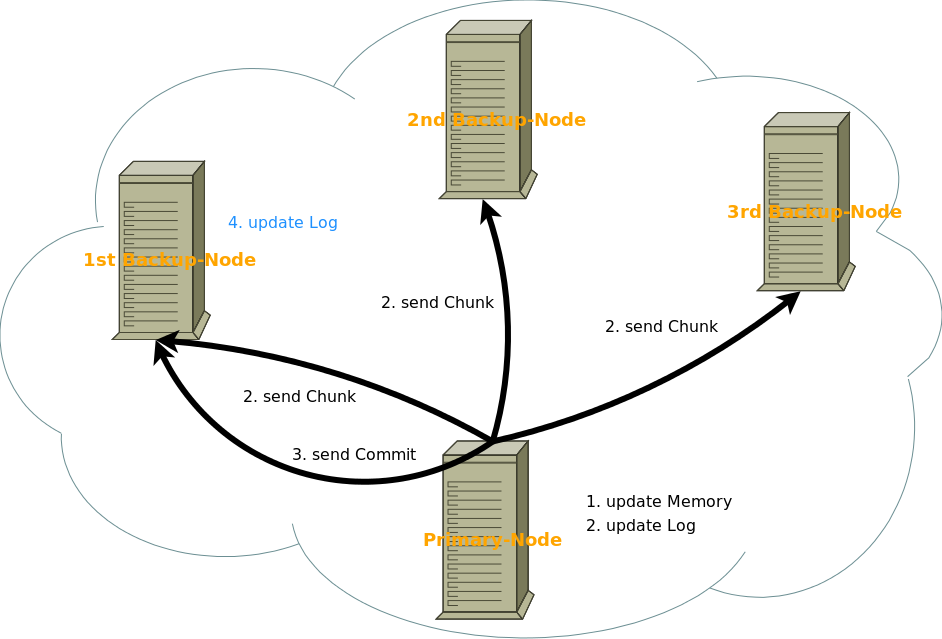 2nd Backup-Node
3rd Backup-Node
4. update Log
1st Backup-Node
2. send Chunk
2. send Chunk
2. send Chunk
3. send Commit
1. update Memory
2. update Log
Primary-Node